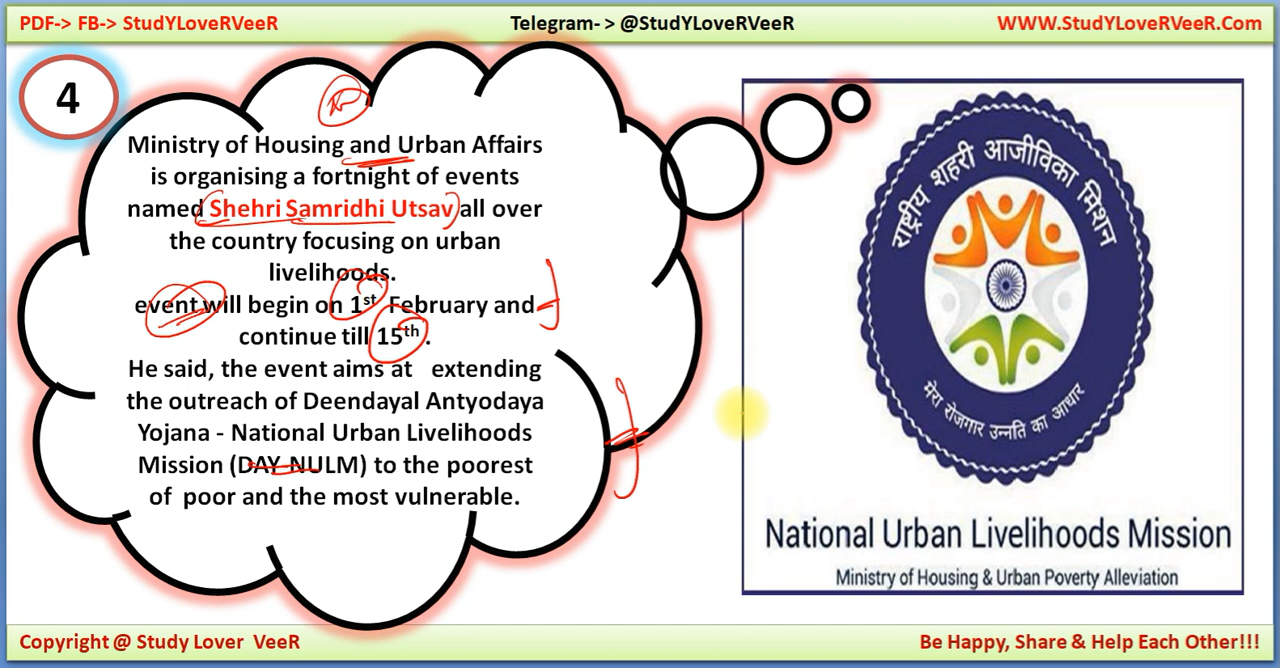 PDF-> FB-> StudYLoveRVeeR
Telegram- > @StudYLoveRVeeR
WWW.StudYLoveRVeeR.Com
4
Ministry of Housing and Urban Affairs
is organising a fortnight of events
named Shehri Samridhi Utsav all over
the country focusing on urban
livelihoods.
event will begin on 1st February and
continue till 15th.
He said, the event aims at extending
the outreach of Deendayal Antyodaya
Yojana - National Urban Livelihoods
Mission (DAY-NULM) to the poorest
of poor and the most vulnerable.
राष्ट्रीय शहरी आजीविका मिशन
मेरा रोजगार उन्नति का आधार
National Urban Livelihoods Mission
Ministry of Housing & Urban Poverty Alleviation
Copyright @ Study Lover VeeR
Be Happy, Share & Help Each Other!!!